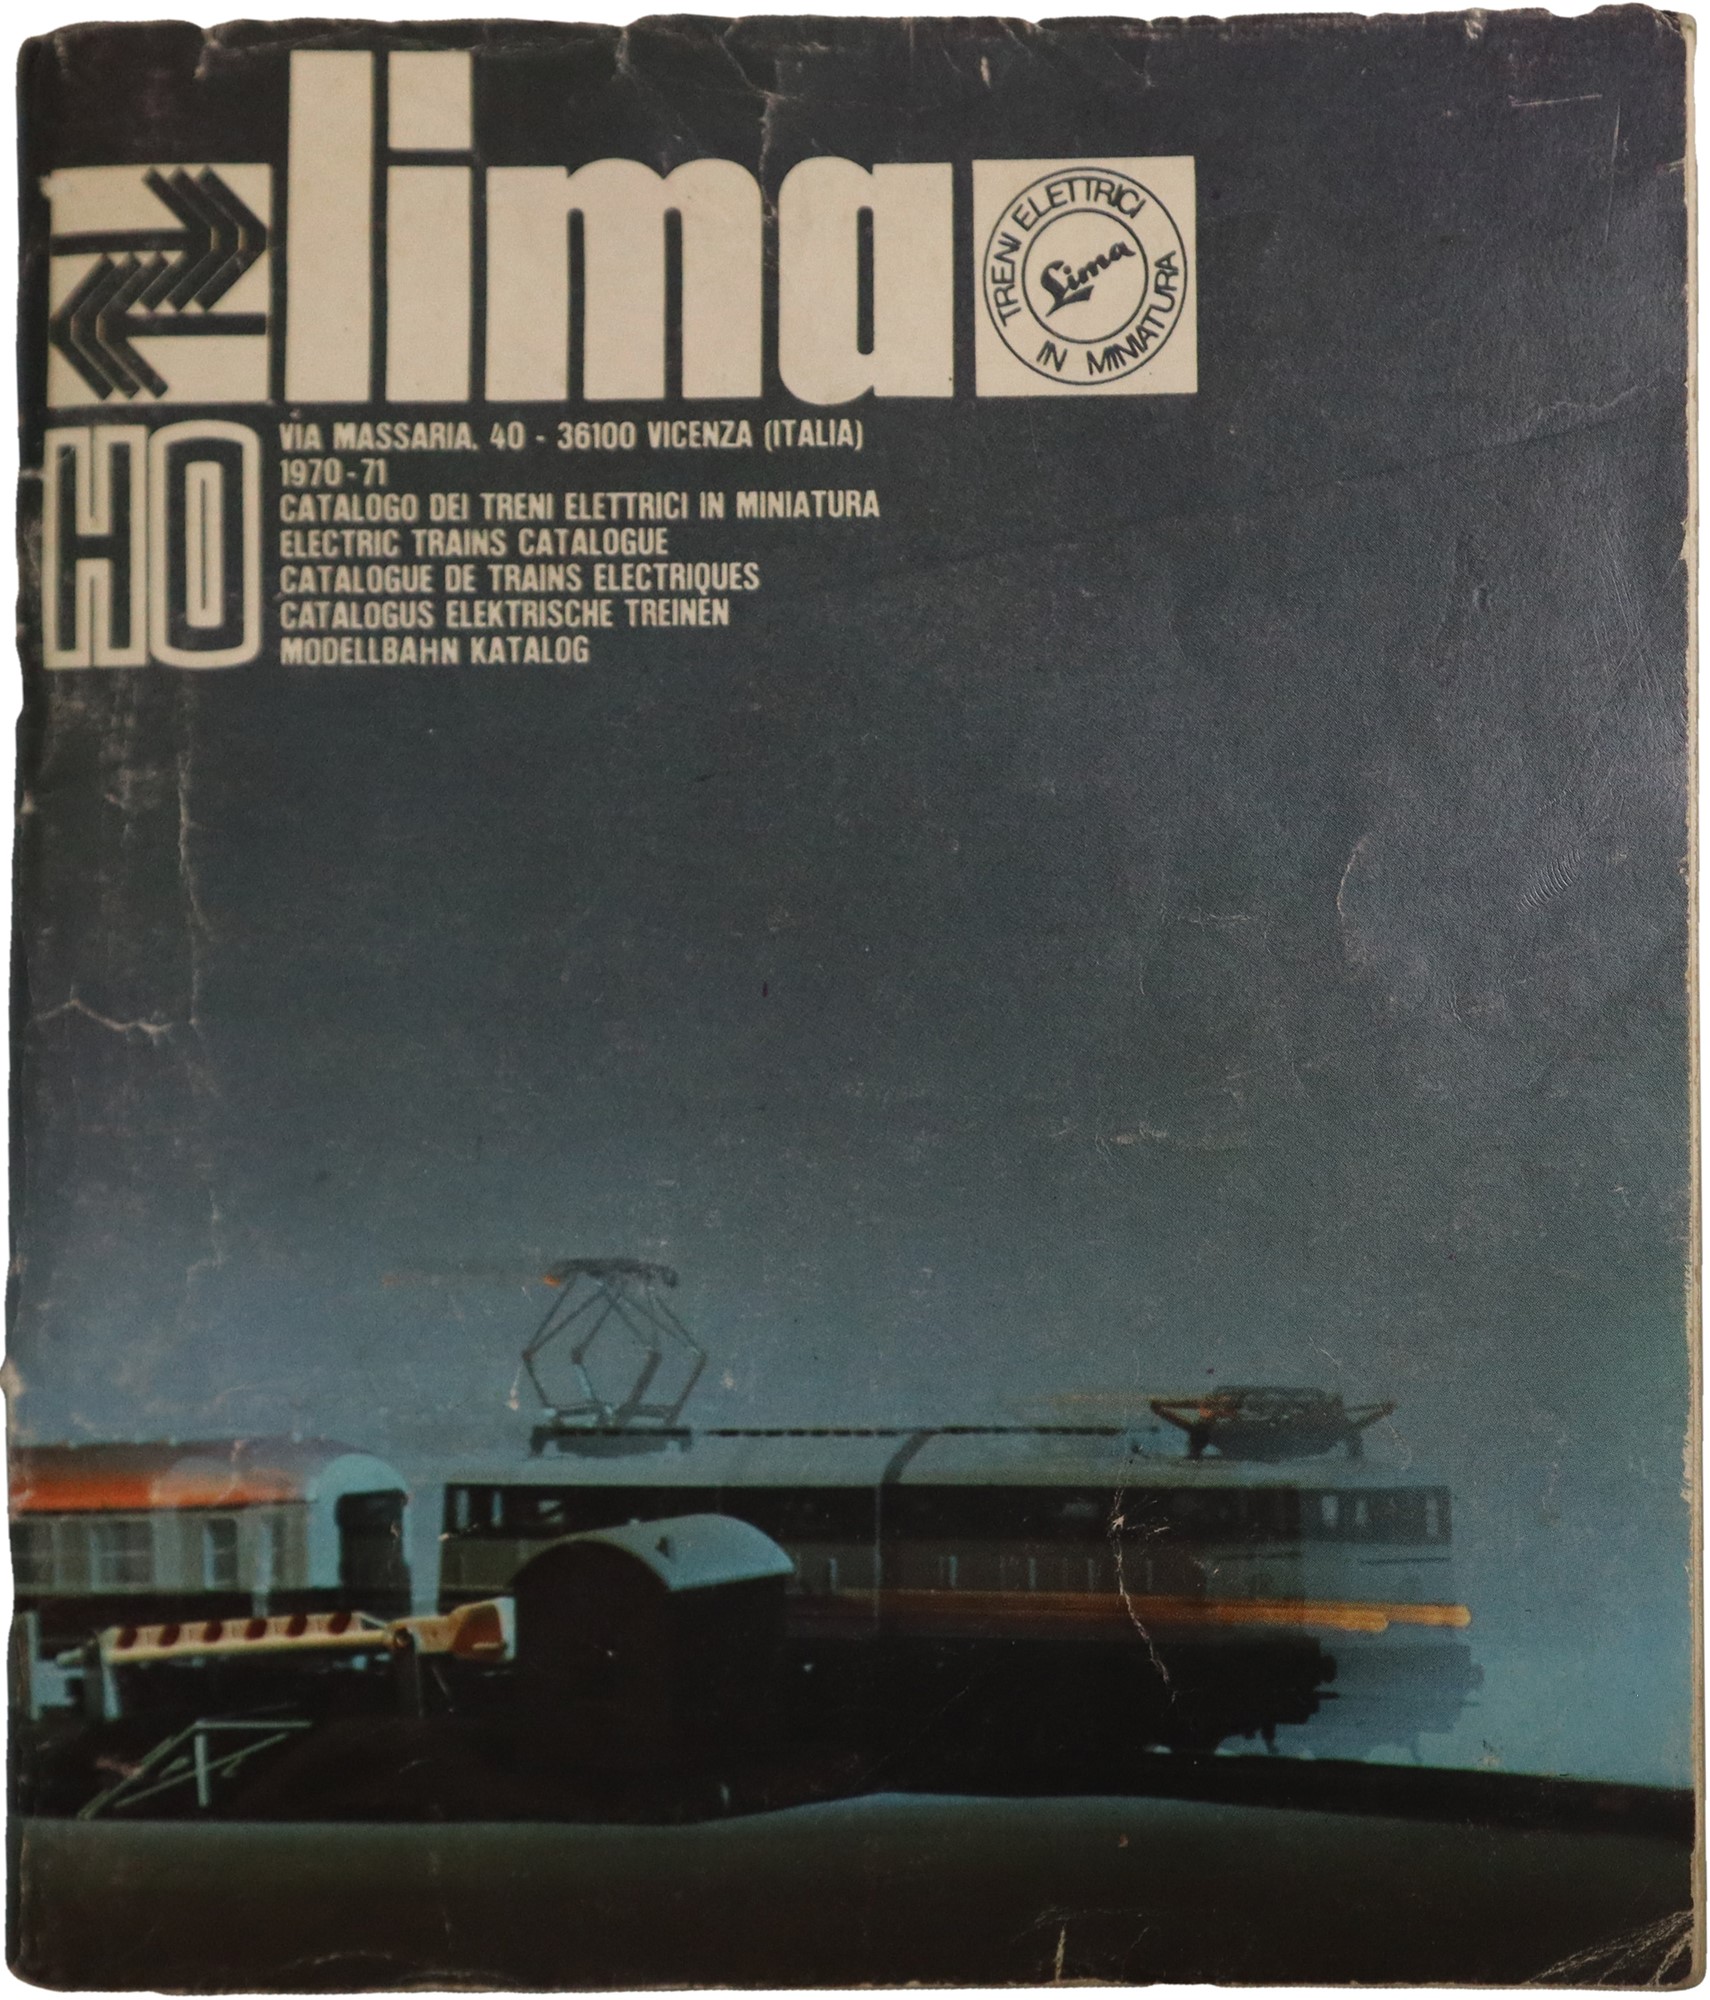 lima
TRENI ELETTRICI
Lima
IN MINIATURA
HO
VIA MASSARIA. 40 - 36100 VICENZA (ITALIA)
1970-71
CATALOGO DEI TRENI ELETTRICI IN MINIATURA
ELECTRIC TRAINS CATALOGUE
CATALOGUE DE TRAINS ELECTRIQUES
CATALOGUS ELEKTRISCHE TREINEN
MODELLBAHN KATALOG